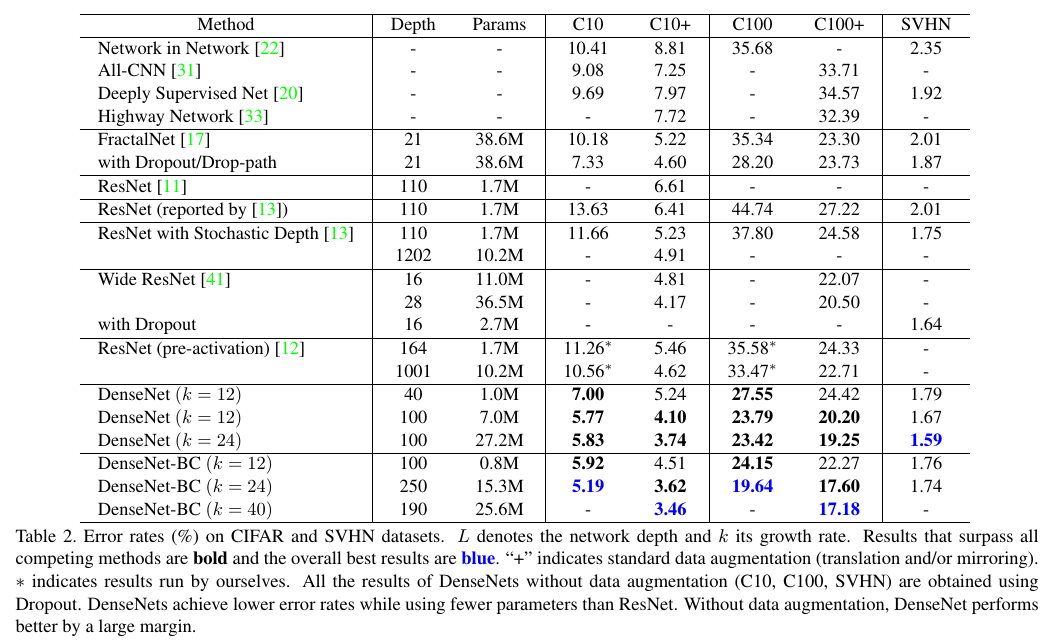 Method Depth Params C10 C10+ C100 C100+ SVHN
Network in Network [22] - - 10.41 8.81 35.68 - 2.35
All-CNN [31] - - 9.08 7.25 - 33.71 -
Deeply Supervised Net [20] - - 9.69 7.97 - 34.57 1.92
Highway Network [33] - - - 7.72 - 32.39 -
FractalNet [17] 21 38.6M 10.18 5.22 35.34 23.30 2.01
with Dropout/Drop-path 21 38.6M 7.33 4.60 28.20 23.73 1.87
ResNet [11] 110 1.7M - 6.61 - - -
ResNet (reported by [13]) 110 1.7M 13.63 6.41 44.74 27.22 2.01
ResNet with Stochastic Depth [13] 110 1.7M 11.66 5.23 37.80 24.58 1.75
1202 10.2M - 4.91 - - -
Wide ResNet [41] 16 11.0M - 4.81 - 22.07 -
28 36.5M - 4.17 - 20.50 -
with Dropout 16 2.7M - - - - 1.64
ResNet (pre-activation) [12] 164 1.7M 11.26* 5.46 35.58* 24.33 -
1001 10.2M 10.56* 4.62 33.47* 22.71 -
DenseNet (k = 12) 40 1.0M 7.00 5.24 27.55 24.42 1.79
DenseNet (k = 12) 100 7.0M 5.77 4.10 23.79 20.20 1.67
DenseNet (k = 24) 100 27.2M 5.83 3.74 23.42 19.25 1.59
DenseNet-BC (k = 12) 100 0.8M 5.92 4.51 24.15 22.27 1.76
DenseNet-BC (k = 24) 250 15.3M 5.19 3.62 19.64 17.60 1.74
DenseNet-BC (k = 40) 190 25.6M - 3.46 - 17.18 -
Table 2. Error rates (%) on CIFAR and SVHN datasets. L denotes the network depth and k its growth rate. Results that surpass all
competing methods are bold and the overall best results are blue. “+” indicates standard data augmentation (translation and/or mirroring).
* indicates results run by ourselves. All the results of DenseNets without data augmentation (C10, C100, SVHN) are obtained using
Dropout. DenseNets achieve lower error rates while using fewer parameters than ResNet. Without data augmentation, DenseNet performs
better by a large margin.